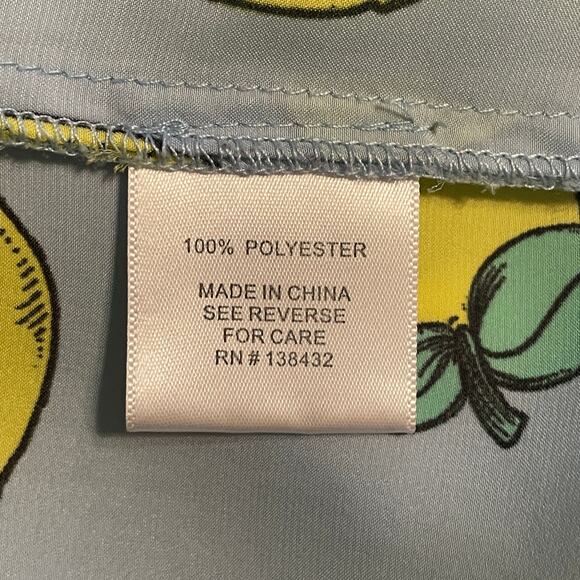 100% POLYESTER
MADE IN CHINA
SEE REVERSE
FOR CARE
RN # 138432